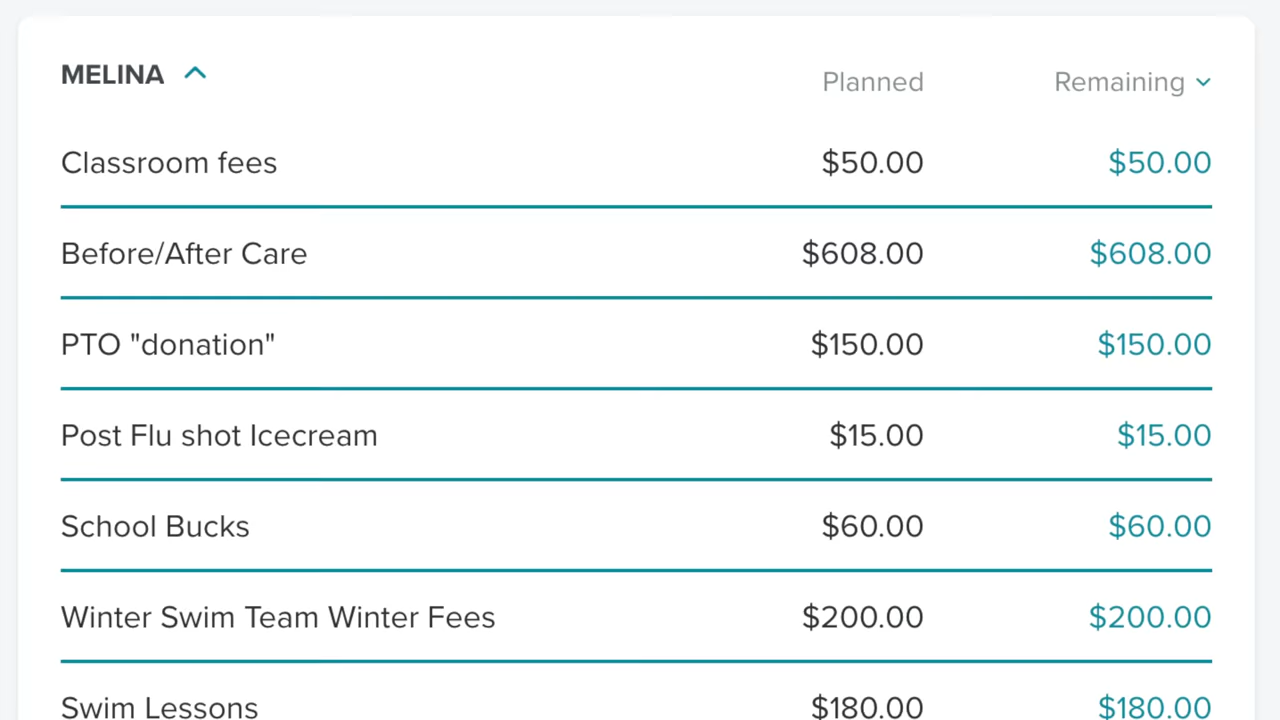 MELINA Planned Remaining
Classroom fees $50.00 $50.00
Before/After Care $608.00 $608.00
PTO "donation" $150.00 $150.00
Post Flu shot Icecream $15.00 $15.00
School Bucks $60.00 $60.00
Winter Swim Team Winter Fees $200.00 $200.00
Swim Lessons $180.00 $180.00